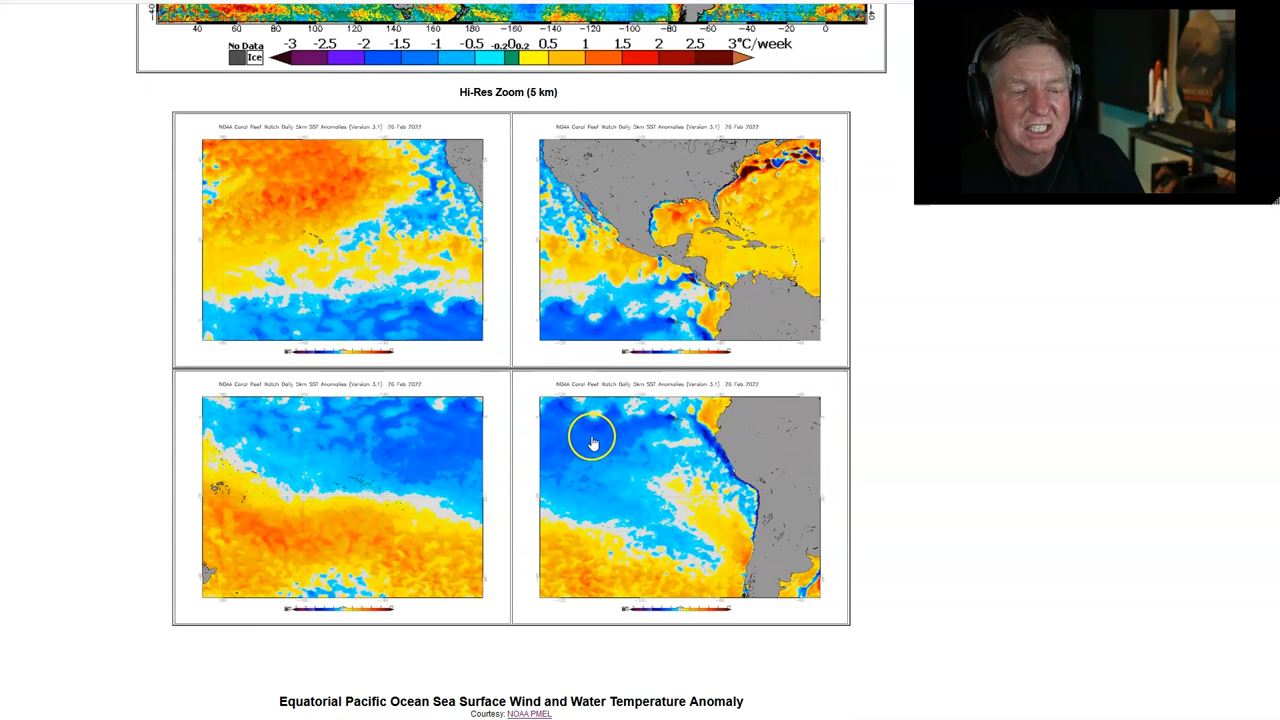 40 60 80 100 120 140 160 180 -160 -140 -120 -100 -80 -60 -40 -20 0
-40
-40
No Data
Ice
-3 -2.5 -2 -1.5 -1 -0.5 -0.2 0 0.2 0.5 1 1.5 2 2.5 3°C/week
Hi-Res Zoom (5 km)
NOAA Coral Reef Watch Daily 5km SST Anomalies (Version 3.1) 26 Feb 2022
NOAA Coral Reef Watch Daily 5km SST Anomalies (Version 3.1) 26 Feb 2022
NOAA Coral Reef Watch Daily 5km SST Anomalies (Version 3.1) 26 Feb 2022
NOAA Coral Reef Watch Daily 5km SST Anomalies (Version 3.1) 26 Feb 2022
Equatorial Pacific Ocean Sea Surface Wind and Water Temperature Anomaly
Courtesy: NOAA PMEL